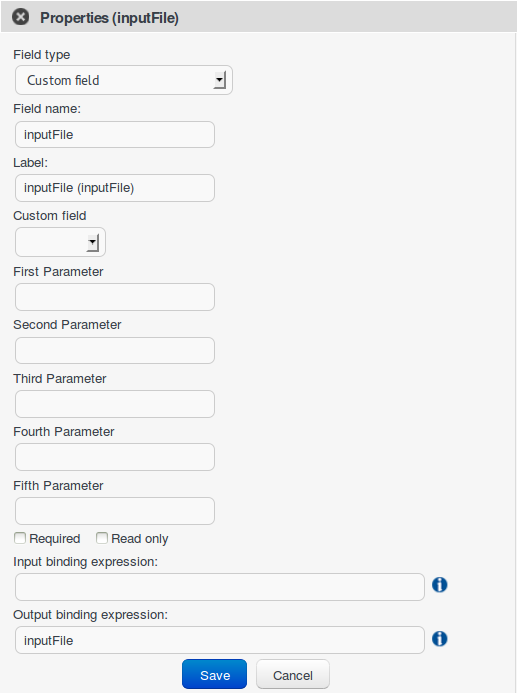 Properties (inputFile)
Field type
Custom field
Field name:
inputFile
Label:
inputFile (inputFile)
Custom field
First Parameter
Second Parameter
Third Parameter
Fourth Parameter
Fifth Parameter
Required Read only
Input binding expression:
Output binding expression:
inputFile
Save Cancel